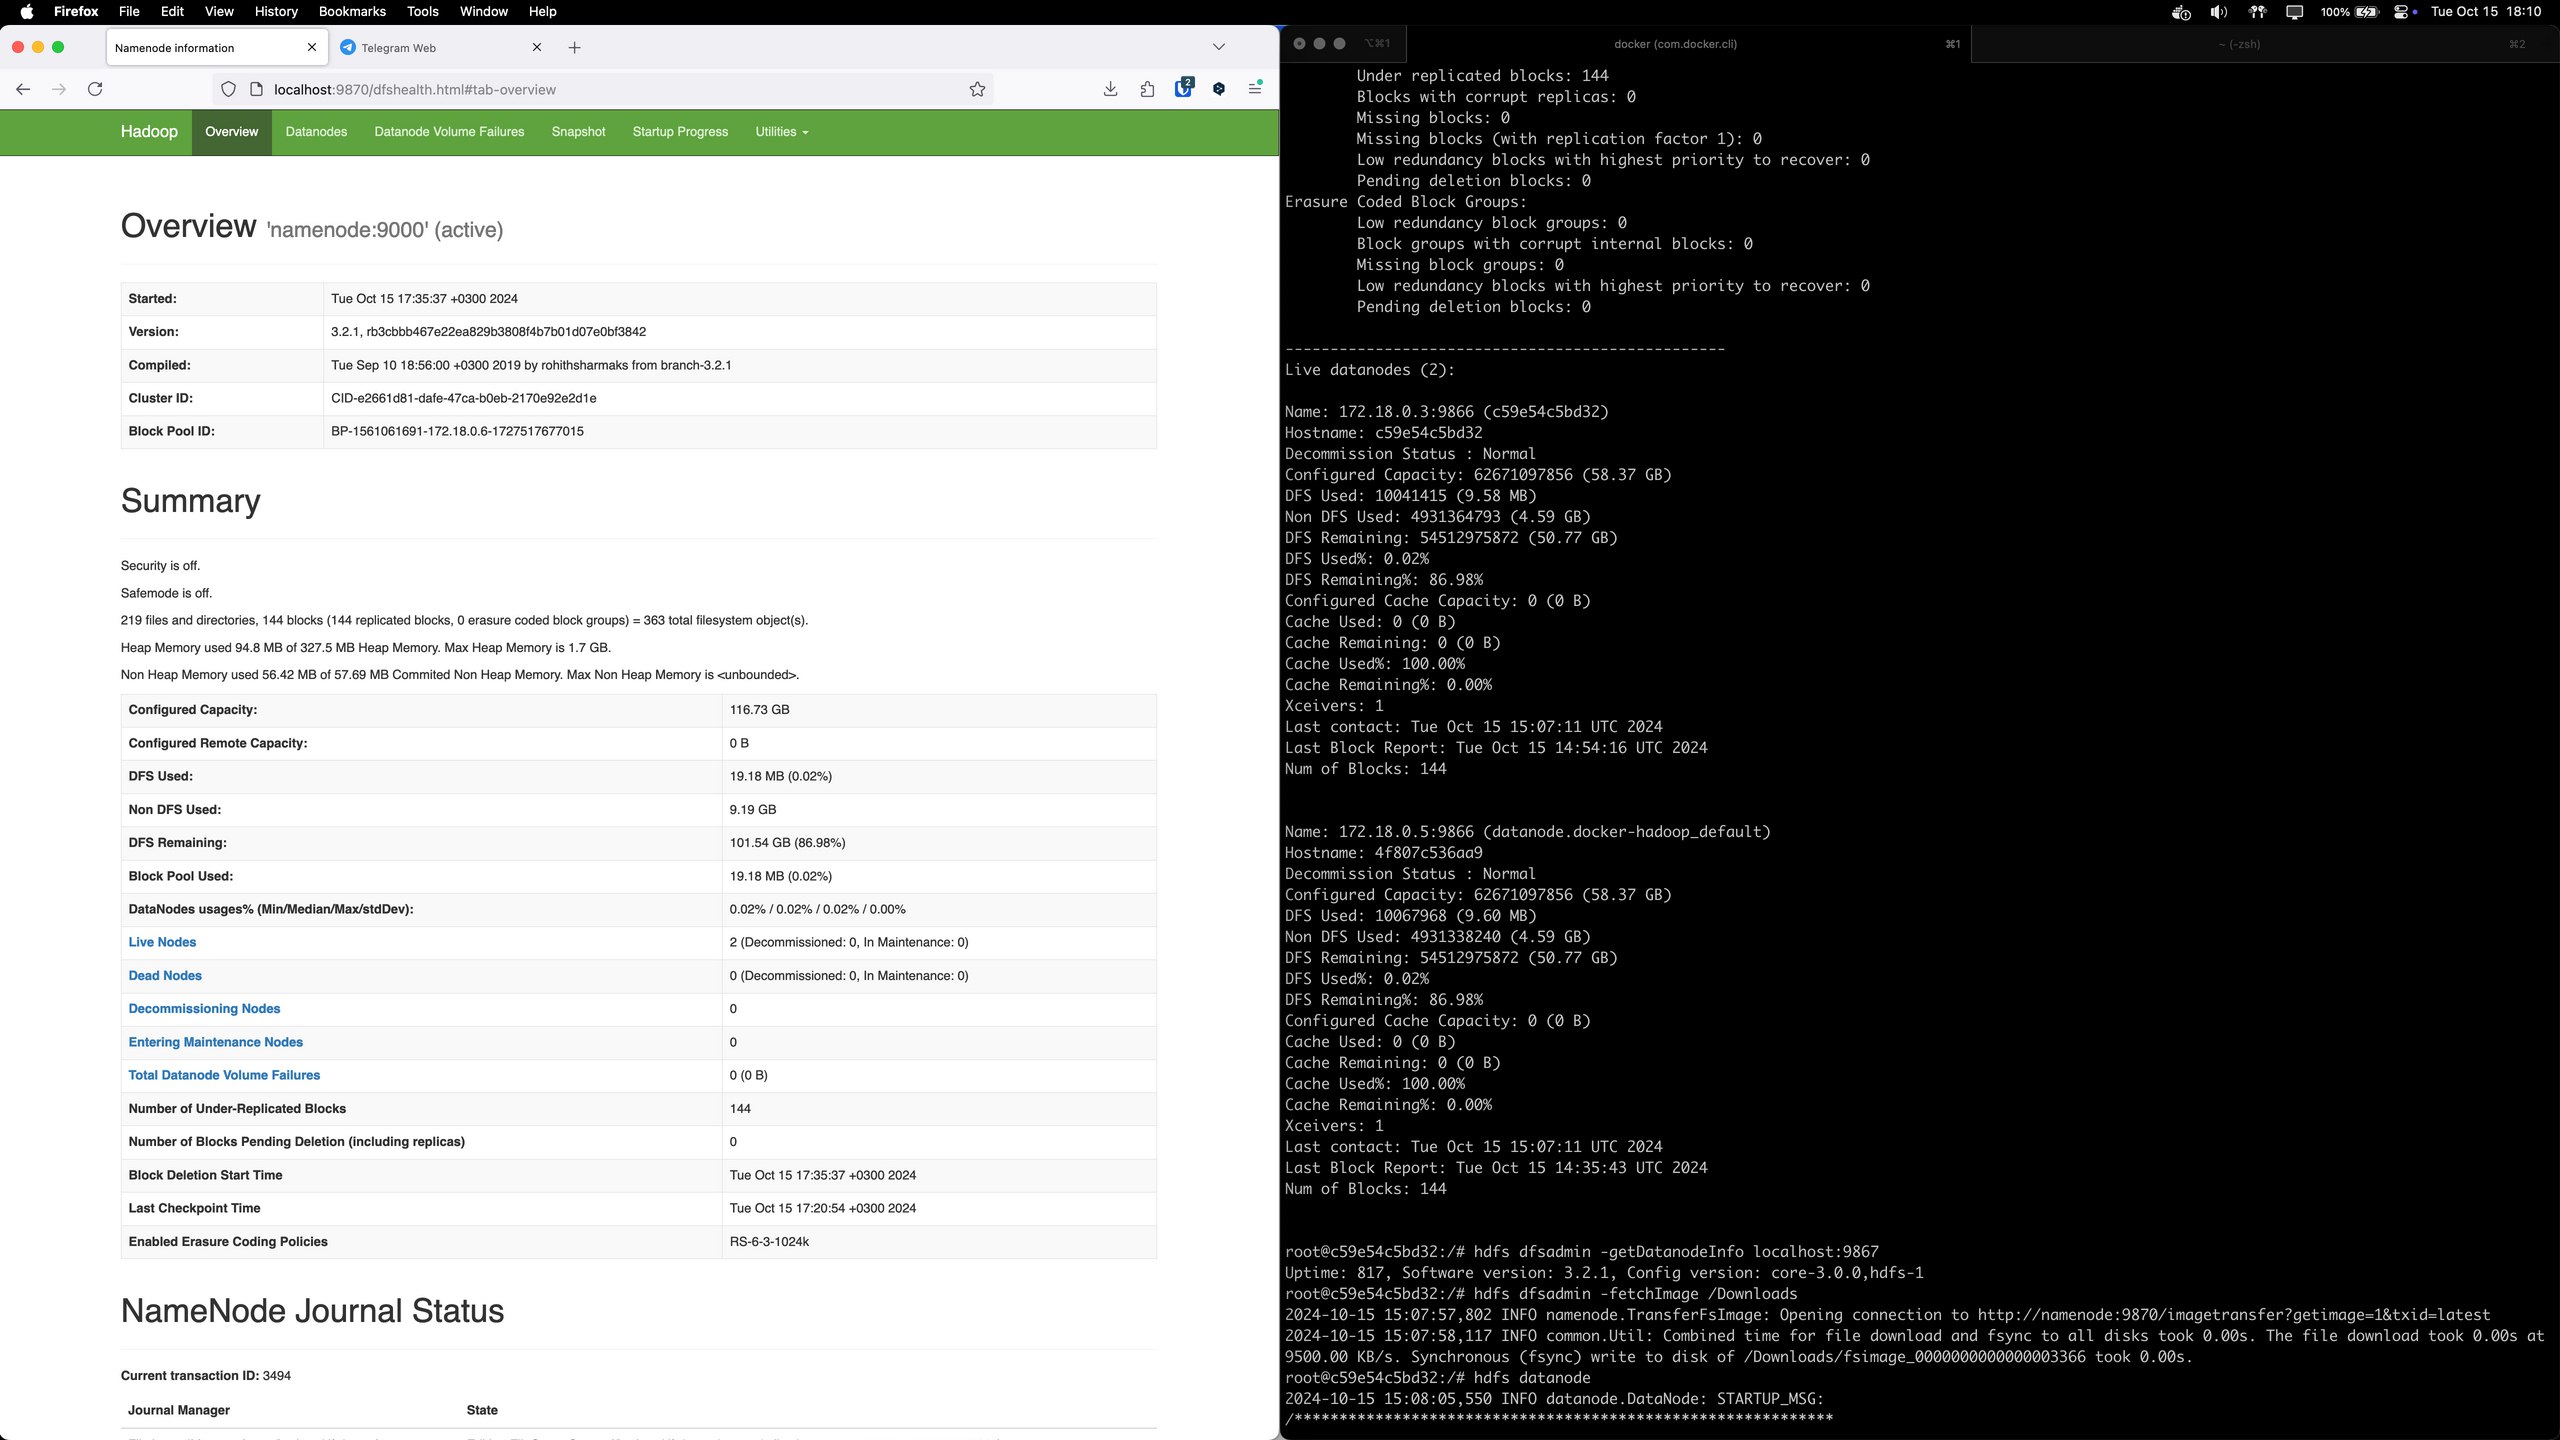 Firefox File Edit View History Bookmarks Tools Window Help 100% Tue Oct 15 18:10
Namenode information
Telegram Web
localhost:9870/dfshealth.html#tab-overview
2
Hadoop Overview Datanodes Datanode Volume Failures Snapshot Startup Progress Utilities
Overview 'namenode:9000' (active)
Started: Tue Oct 15 17:35:37 +0300 2024
Version: 3.2.1, rb3cbbb467e22ea829b3808f4b7b01d07e0bf3842
Compiled: Tue Sep 10 18:56:00 +0300 2019 by rohithsharmaks from branch-3.2.1
Cluster ID: CID-e2661d81-dafe-47ca-b0eb-2170e92e2d1e
Block Pool ID: BP-1561061691-172.18.0.6-1727517677015
Summary
Security is off.
Safemode is off.
219 files and directories, 144 blocks (144 replicated blocks, 0 erasure coded block groups) = 363 total filesystem object(s).
Heap Memory used 94.8 MB of 327.5 MB Heap Memory. Max Heap Memory is 1.7 GB.
Non Heap Memory used 56.42 MB of 57.69 MB Commited Non Heap Memory. Max Non Heap Memory is <unbounded>.
Configured Capacity: 116.73 GB
Configured Remote Capacity: 0 B
DFS Used: 19.18 MB (0.02%)
Non DFS Used: 9.19 GB
DFS Remaining: 101.54 GB (86.98%)
Block Pool Used: 19.18 MB (0.02%)
DataNodes usages% (Min/Median/Max/stdDev): 0.02% / 0.02% / 0.02% / 0.00%
Live Nodes 2 (Decommissioned: 0, In Maintenance: 0)
Dead Nodes 0 (Decommissioned: 0, In Maintenance: 0)
Decommissioning Nodes 0
Entering Maintenance Nodes 0
Total Datanode Volume Failures 0 (0 B)
Number of Under-Replicated Blocks 144
Number of Blocks Pending Deletion (including replicas) 0
Block Deletion Start Time Tue Oct 15 17:35:37 +0300 2024
Last Checkpoint Time Tue Oct 15 17:20:54 +0300 2024
Enabled Erasure Coding Policies RS-6-3-1024k
NameNode Journal Status
Current transaction ID: 3494
Journal Manager State
⌥⌘1 docker (com.docker.cli) ⌘1 ~ (-zsh) ⌘2
Under replicated blocks: 144
Blocks with corrupt replicas: 0
Missing blocks: 0
Missing blocks (with replication factor 1): 0
Low redundancy blocks with highest priority to recover: 0
Pending deletion blocks: 0
Erasure Coded Block Groups:
Low redundancy block groups: 0
Block groups with corrupt internal blocks: 0
Missing block groups: 0
Low redundancy blocks with highest priority to recover: 0
Pending deletion blocks: 0
-------------------------------------------------
Live datanodes (2):
Name: 172.18.0.3:9866 (c59e54c5bd32)
Hostname: c59e54c5bd32
Decommission Status : Normal
Configured Capacity: 62671097856 (58.37 GB)
DFS Used: 10041415 (9.58 MB)
Non DFS Used: 4931364793 (4.59 GB)
DFS Remaining: 54512975872 (50.77 GB)
DFS Used%: 0.02%
DFS Remaining%: 86.98%
Configured Cache Capacity: 0 (0 B)
Cache Used: 0 (0 B)
Cache Remaining: 0 (0 B)
Cache Used%: 100.00%
Cache Remaining%: 0.00%
Xceivers: 1
Last contact: Tue Oct 15 15:07:11 UTC 2024
Last Block Report: Tue Oct 15 14:54:16 UTC 2024
Num of Blocks: 144
Name: 172.18.0.5:9866 (datanode.docker-hadoop_default)
Hostname: 4f807c536aa9
Decommission Status : Normal
Configured Capacity: 62671097856 (58.37 GB)
DFS Used: 10067968 (9.60 MB)
Non DFS Used: 4931338240 (4.59 GB)
DFS Remaining: 54512975872 (50.77 GB)
DFS Used%: 0.02%
DFS Remaining%: 86.98%
Configured Cache Capacity: 0 (0 B)
Cache Used: 0 (0 B)
Cache Remaining: 0 (0 B)
Cache Used%: 100.00%
Cache Remaining%: 0.00%
Xceivers: 1
Last contact: Tue Oct 15 15:07:11 UTC 2024
Last Block Report: Tue Oct 15 14:35:43 UTC 2024
Num of Blocks: 144
root@c59e54c5bd32:/# hdfs dfsadmin -getDatanodeInfo localhost:9867
Uptime: 817, Software version: 3.2.1, Config version: core-3.0.0,hdfs-1
root@c59e54c5bd32:/# hdfs dfsadmin -fetchImage /Downloads
2024-10-15 15:07:57,802 INFO namenode.TransferFsImage: Opening connection to http://namenode:9870/imagetransfer?getimage=1&txid=latest
2024-10-15 15:07:58,117 INFO common.Util: Combined time for file download and fsync to all disks took 0.00s. The file download took 0.00s at
9500.00 KB/s. Synchronous (fsync) write to disk of /Downloads/fsimage_0000000000000003366 took 0.00s.
root@c59e54c5bd32:/# hdfs datanode
2024-10-15 15:08:05,550 INFO datanode.DataNode: STARTUP_MSG:
/************************************************************